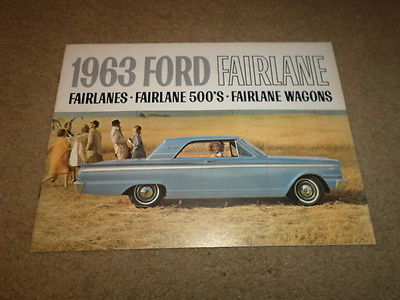 1963 FORD FAIRLANE
FAIRLANES · FAIRLANE 500'S · FAIRLANE WAGONS